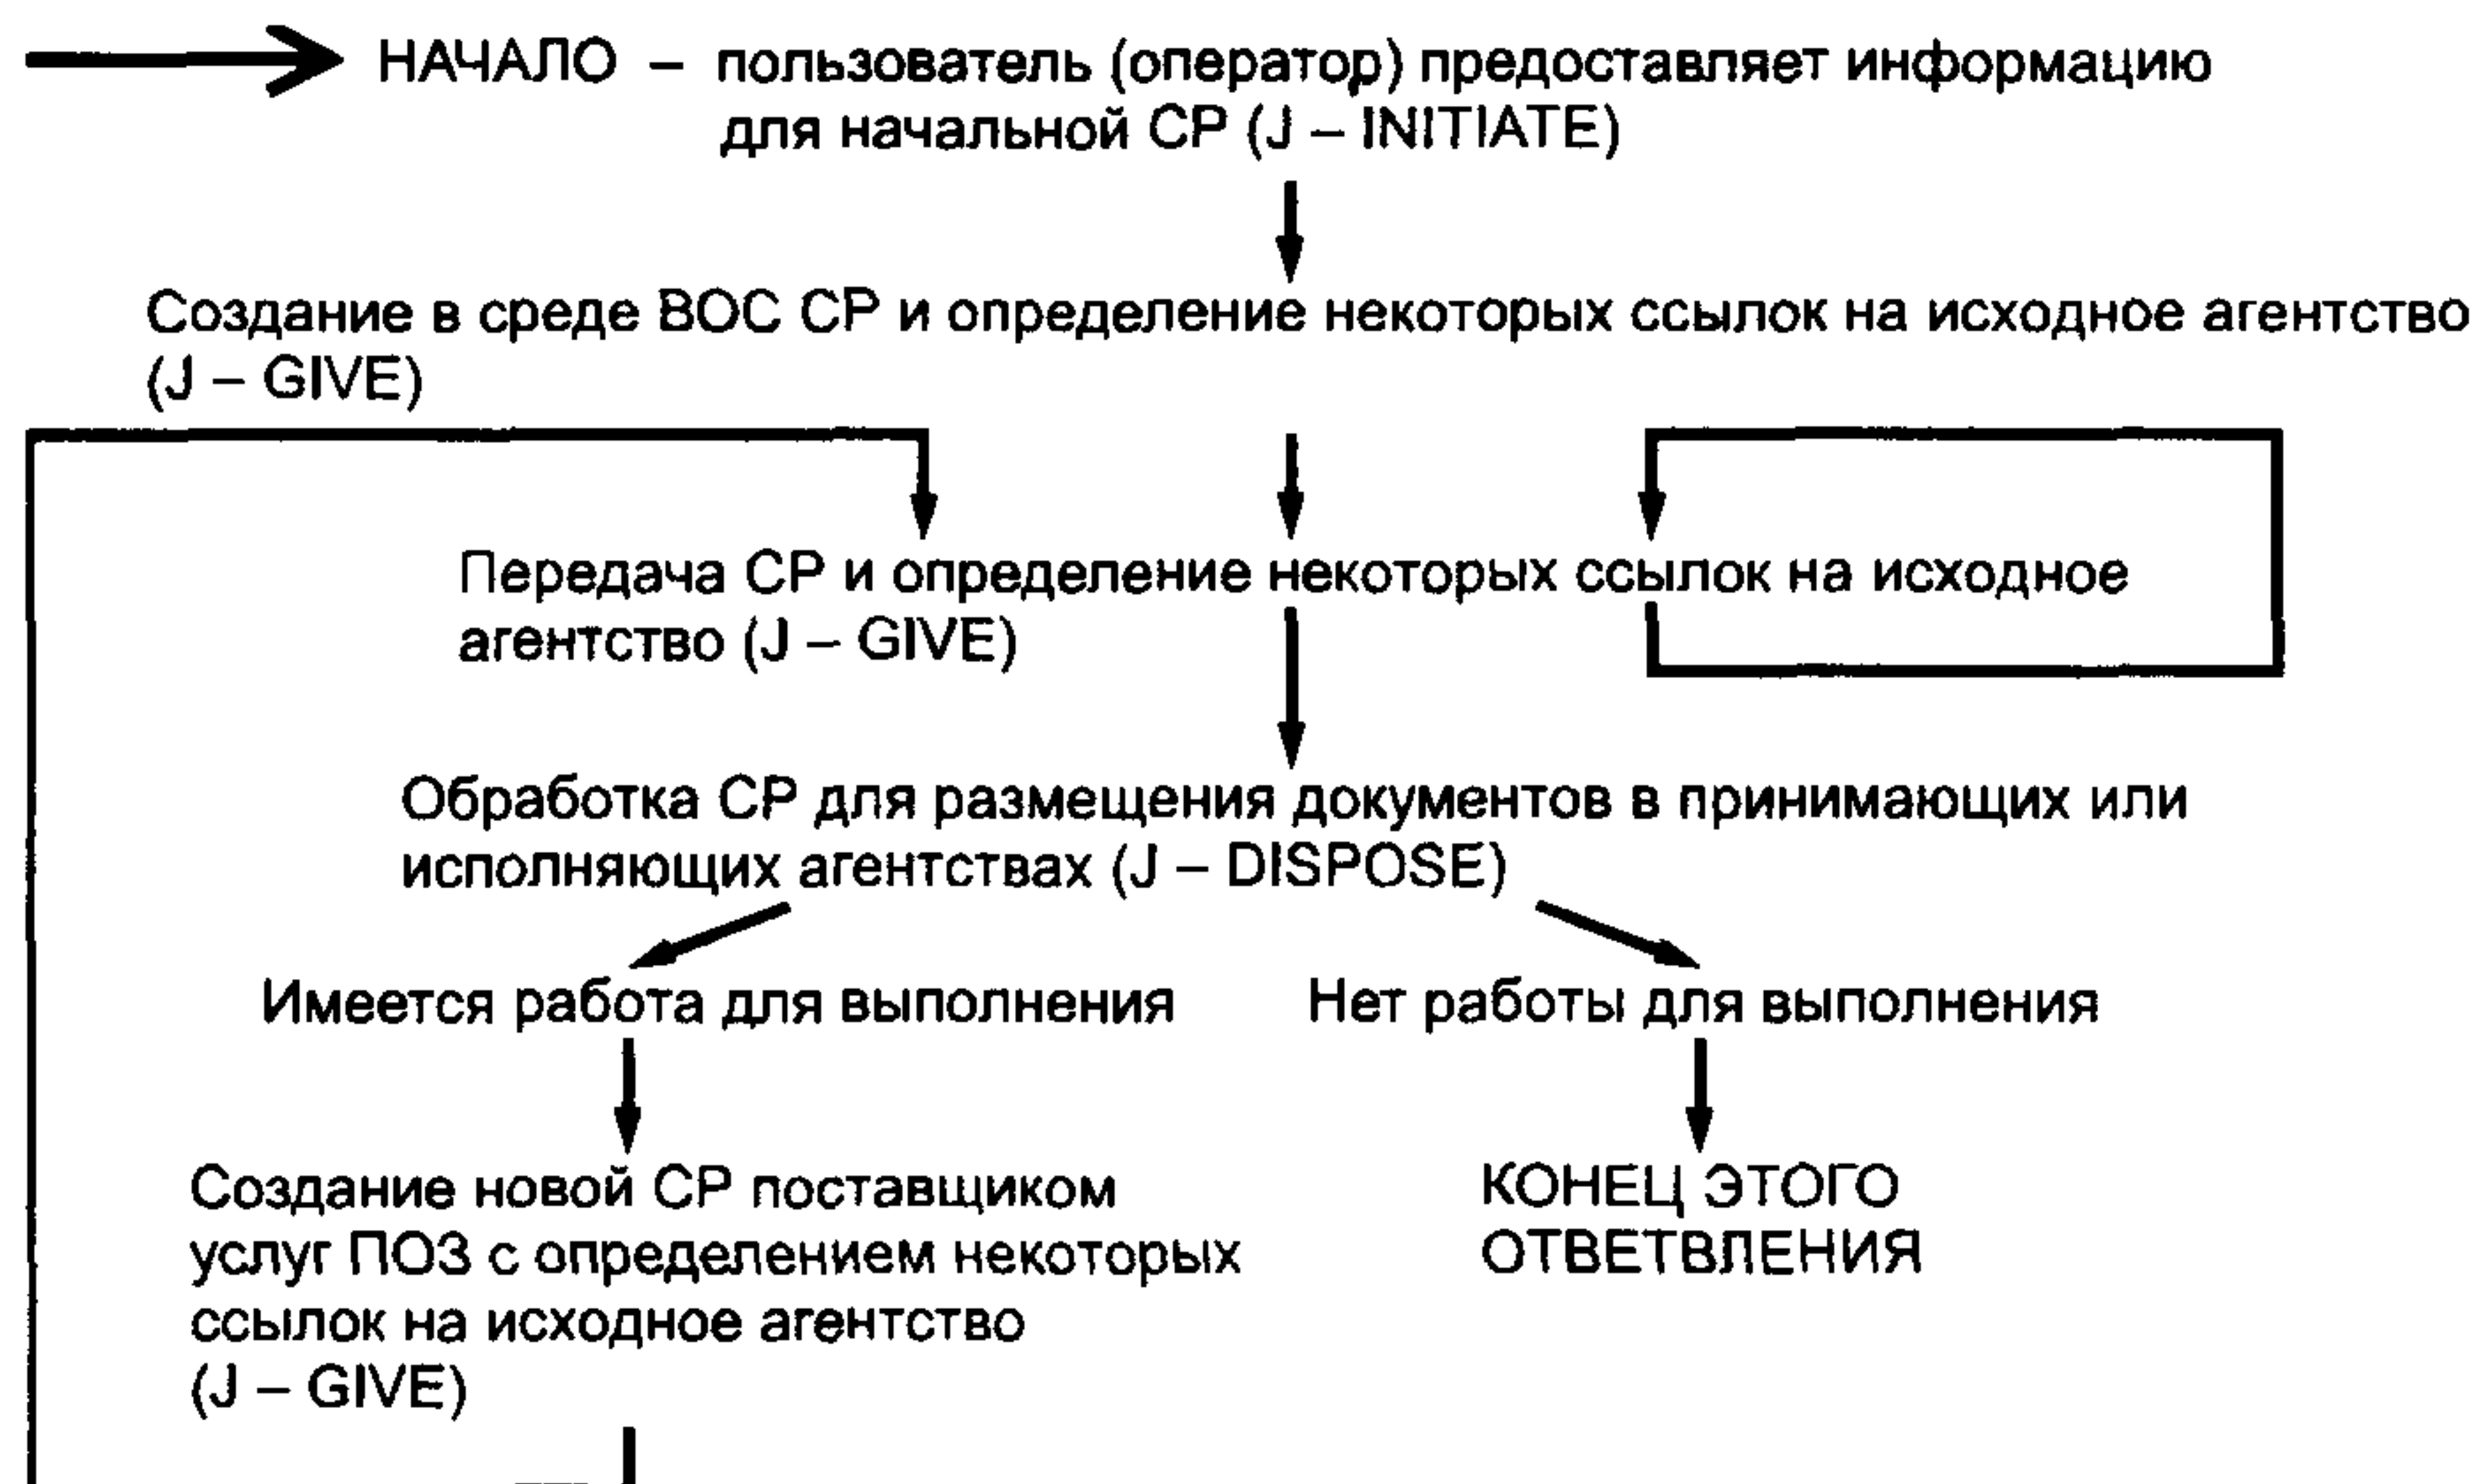 НАЧАЛО – пользователь (оператор) предоставляет информацию
для начальной СР (J – INITIATE)
Создание в среде ВОС СР и определение некоторых ссылок на исходное агентство
(J – GIVE)
Передача СР и определение некоторых ссылок на исходное
агентство (J – GIVE)
Обработка СР для размещения документов в принимающих или
исполняющих агентствах (J – DISPOSE)
Имеется работа для выполнения Нет работы для выполнения
Создание новой СР поставщиком
услуг ПОЗ с определением некоторых
ссылок на исходное агентство
(J – GIVE)
КОНЕЦ ЭТОГО
ОТВЕТВЛЕНИЯ